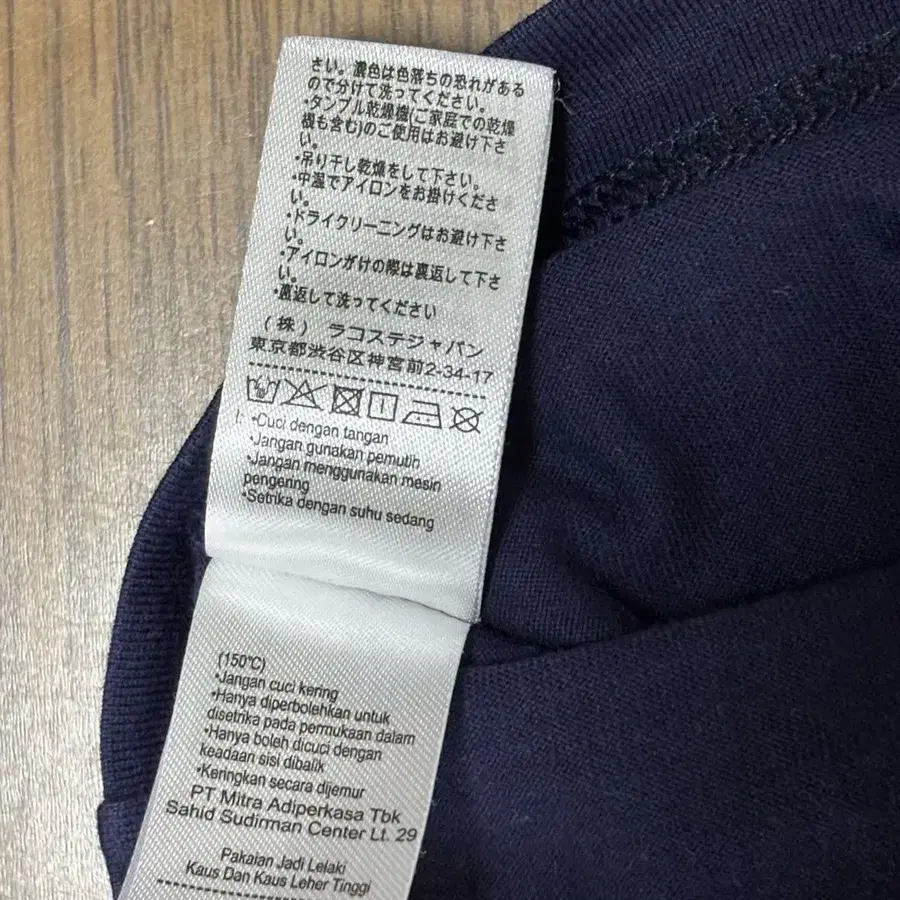 さい。濃色は色落ちの恐れがある
ので分けて洗ってください。
•タンブル乾燥機(ご家庭での乾燥
機も含む)のご使用はお避け下さ
い。
•吊り干し乾燥をして下さい。
•中温でアイロンをお掛けくださ
い。
•ドライクリーニングはお避け下さ
い。
•アイロンがけの際は裏返して下さ
い。
•裏返して洗ってください
(株) ラコステジャパン
東京都渋谷区神宮前2-34-17
I: •Cuci dengan tangan
•Jangan gunakan pemutih
•Jangan menggunakan mesin
pengering
•Setrika dengan suhu sedang
(150℃)
•Jangan cuci kering
•Hanya diperbolehkan untuk
disetrika pada permukaan dalam
•Hanya boleh dicuci dengan
keadaan sisi dibalik
•Keringkan secara dijemur
PT Mitra Adiperkasa Tbk
Sahid Sudirman Center Lt. 29
Pakaian Jadi Lelaki
Kaus Dan Kaus Leher Tinggi